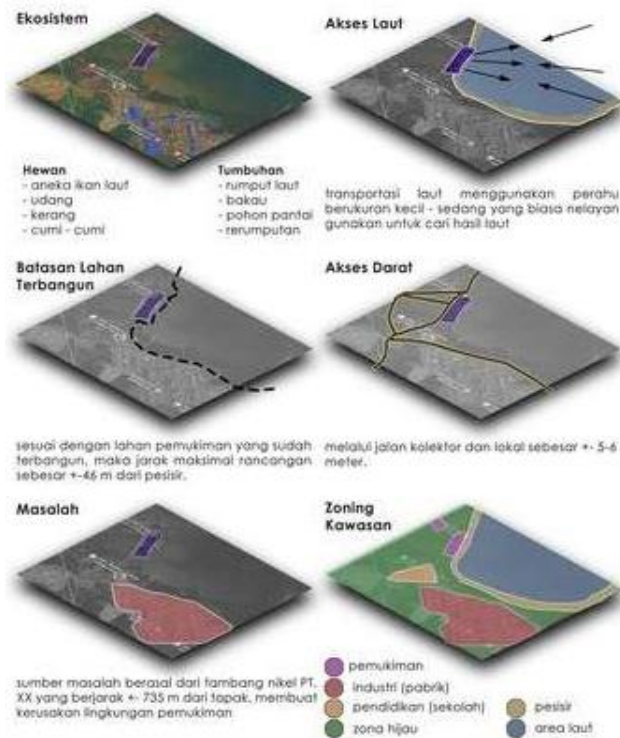 Ekosistem
Hewan
- aneka ikan laut
- udang
- kerang
- cumi - cumi
Tumbuhan
- rumput laut
- bakau
- pohon pantai
- rerumputan
Akses Laut
transportasi laut menggunakan perahu
berukuran kecil - sedang yang biasa nelayan
gunakan untuk cari hasil laut
Batasan Lahan
Terbangun
sesuai dengan lahan pemukiman yang sudah
terbangun, maka jarak maksimal rancangan
sebesar +-46 m dari pesisir.
Akses Darat
melalui jalan kolektor dan lokal sebesar +- 5-6
meter.
Masalah
sumber masalah berasal dari tambang nikel PT.
XX yang berjarak +- 735 m dari tapak, membuat
kerusakan lingkungan pemukiman
Zoning
Kawasan
pemukiman
industri (pabrik)
pendidikan (sekolah)
zona hijau
pesisir
area laut